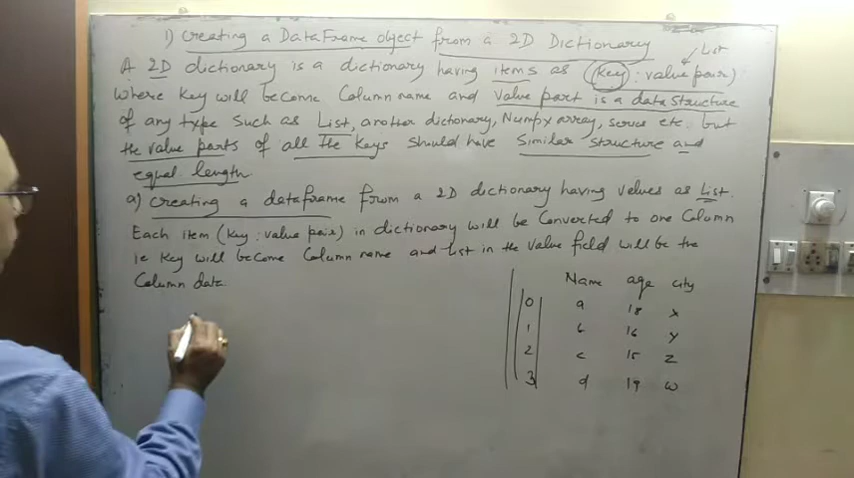 1) Creating a DataFrame object from a 2D Dictionary
List
A 2D dictionary is a dictionary having items as (key : value pair)
where key will become Column name and value part is a data structure
of any type such as List, another dictionary, Numpy array, series etc. but
the value parts of all the keys should have Similar structure and
equal length
a) Creating a dataframe from a 2D dictionary having values as List.
Each item (key : value pair) in dictionary will be Converted to one Column
ie key will become Column name and List in the value field will be the
Column data.
Name age city
0 a 18 x
1 b 16 y
2 c 15 z
3 d 19 w